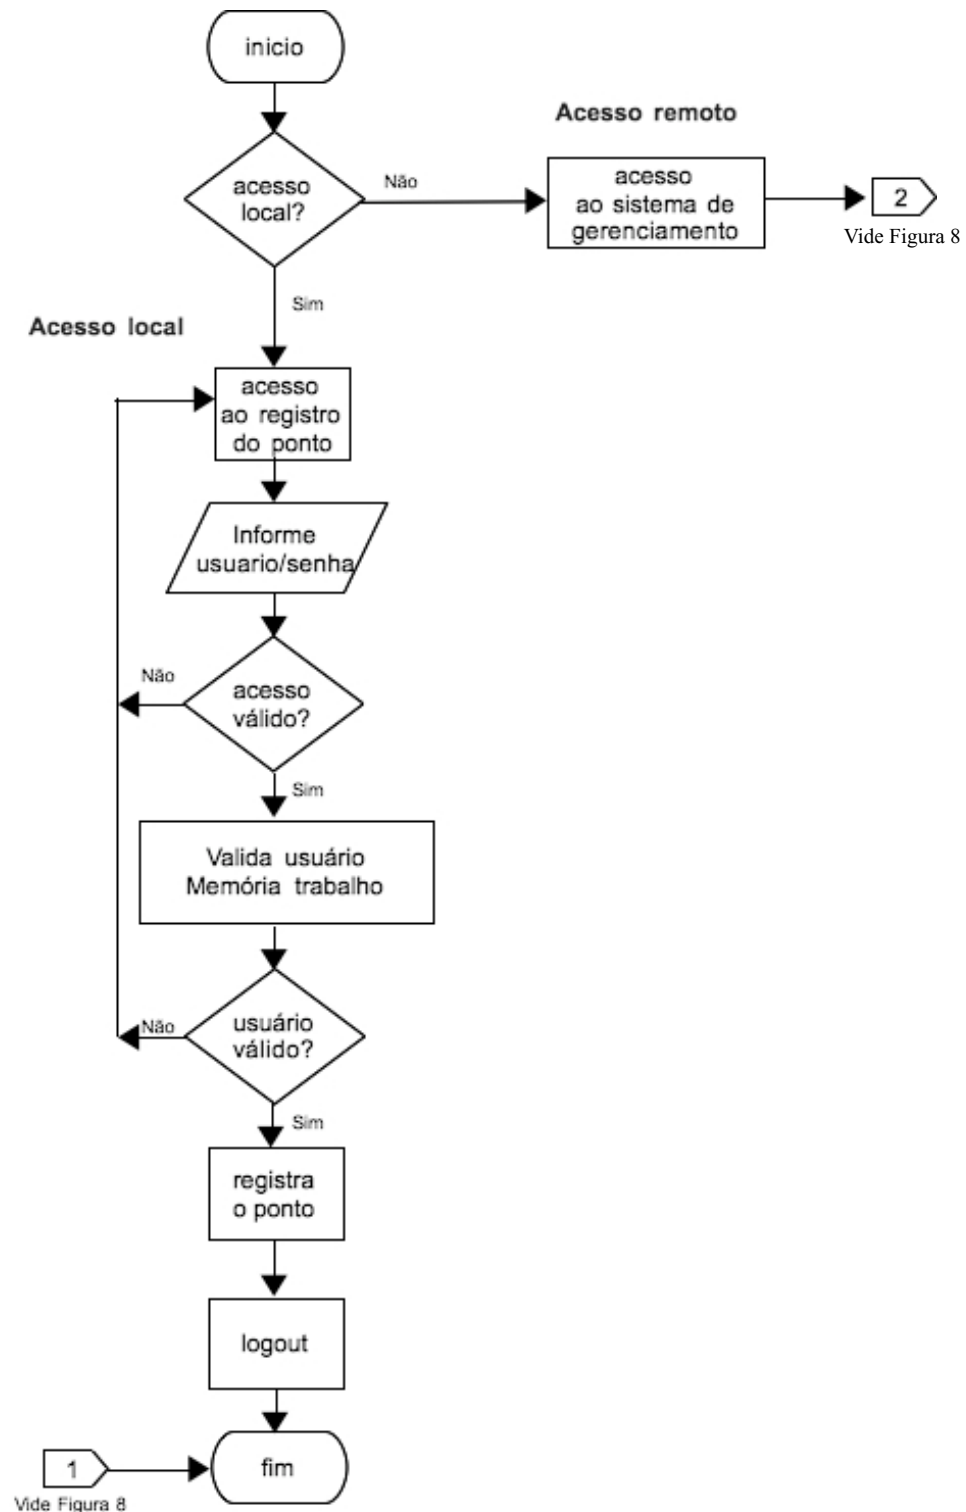 inicio
Acesso remoto
acesso
local?
Não
acesso
ao sistema de
gerenciamento
2
Vide Figura 8
Sim
Acesso local
acesso
ao registro
do ponto
Informe
usuario/senha
Não
acesso
válido?
Sim
Valida usuário
Memória trabalho
Não
usuário
válido?
Sim
registra
o ponto
logout
1
fim
Vide Figura 8